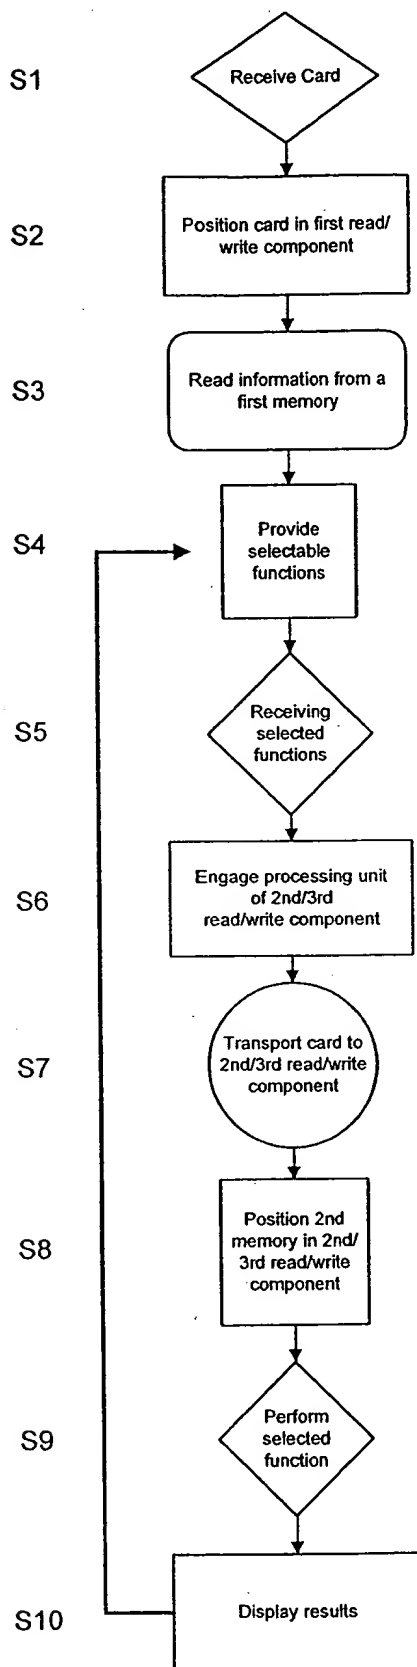 S1
Receive Card
S2
Position card in first read/
write component
S3
Read information from a
first memory
S4
Provide
selectable
functions
S5
Receiving
selected
functions
S6
Engage processing unit
of 2nd/3rd
read/write component
S7
Transport card to
2nd/3rd read/write
component
S8
Position 2nd
memory in 2nd/
3rd read/write
component
S9
Perform
selected
function
S10
Display results